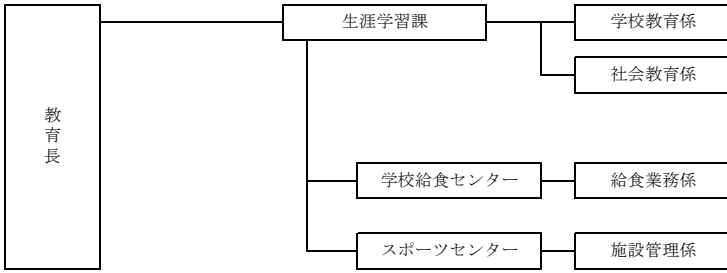 教育長
生涯学習課
学校教育係
社会教育係
学校給食センター
給食業務係
スポーツセンター
施設管理係